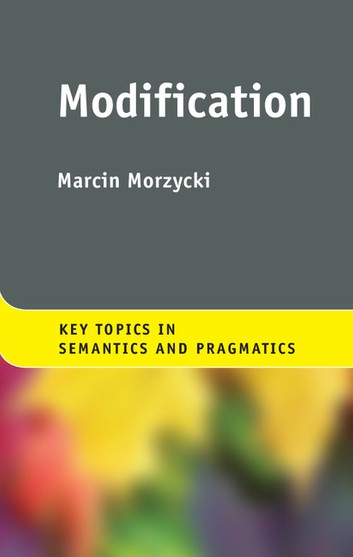 Modification
Marcin Morzycki
KEY TOPICS IN
SEMANTICS AND PRAGMATICS